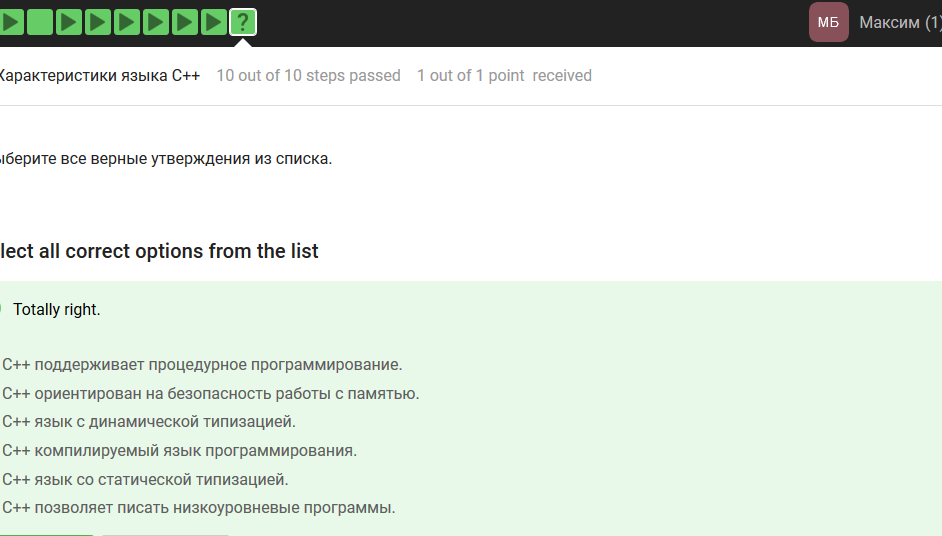 ?
МБ
Максим (1)
Характеристики языка C++ 10 out of 10 steps passed 1 out of 1 point received
ыберите все верные утверждения из списка.
lect all correct options from the list
Totally right.
C++ поддерживает процедурное программирование.
C++ ориентирован на безопасность работы с памятью.
C++ язык с динамической типизацией.
C++ компилируемый язык программирования.
C++ язык со статической типизацией.
C++ позволяет писать низкоуровневые программы.